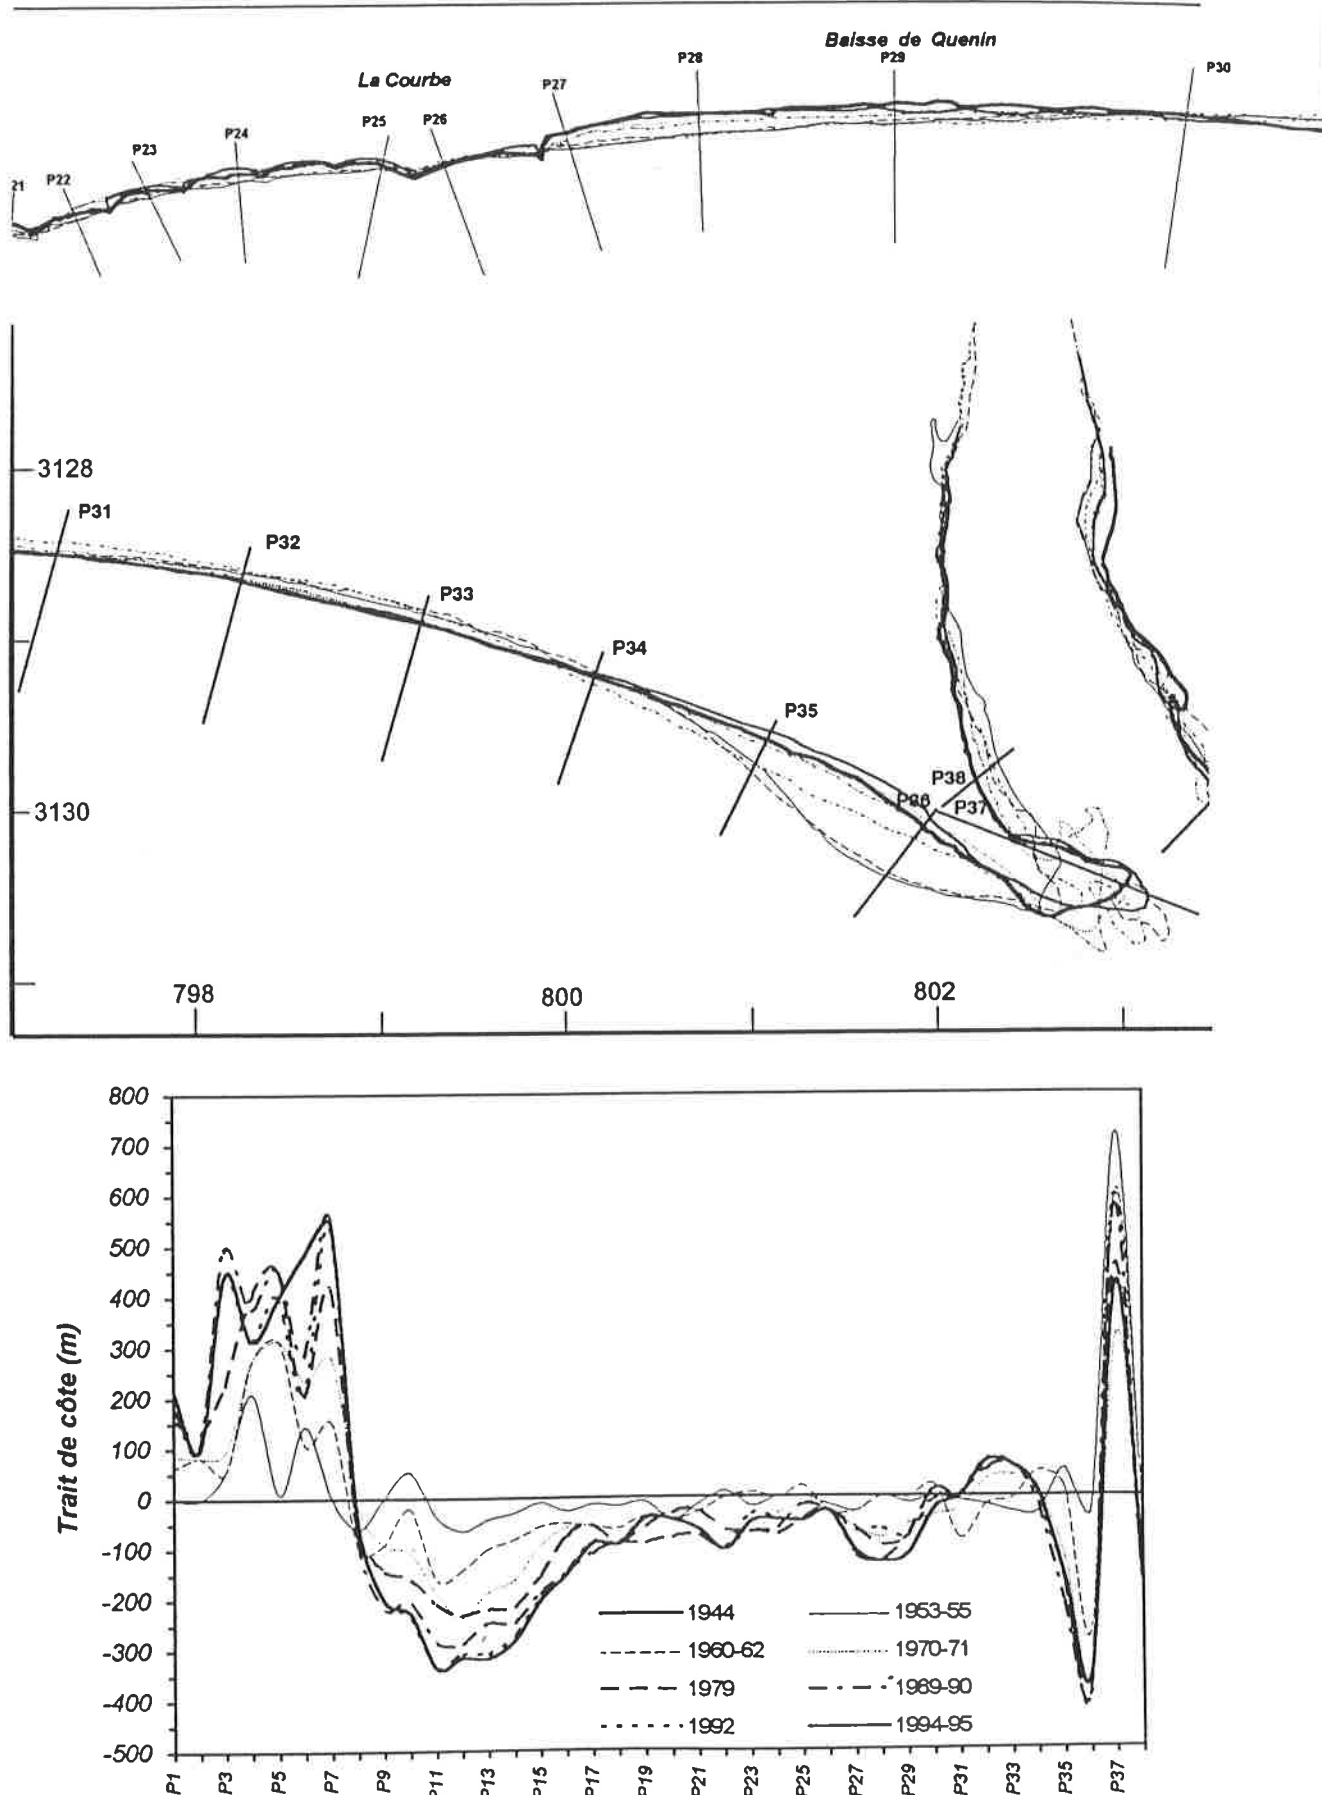 Baisse de Quenin
P28
P29
P30
La Courbe
P27
P25
P26
P24
P23
21
P22
3128
P31
P32
P33
P34
P35
P38
P36
P37
3130
798
800
802
800
700
600
500
400
300
200
100
0
-100
-200
-300
-400
-500
Trait de côte (m)
1944
1953-55
1960-62
1970-71
1979
1989-90
1992
1994-95
P1 P3 P5 P7 P9 P11 P13 P15 P17 P19 P21 P23 P25 P27 P29 P31 P33 P35 P37